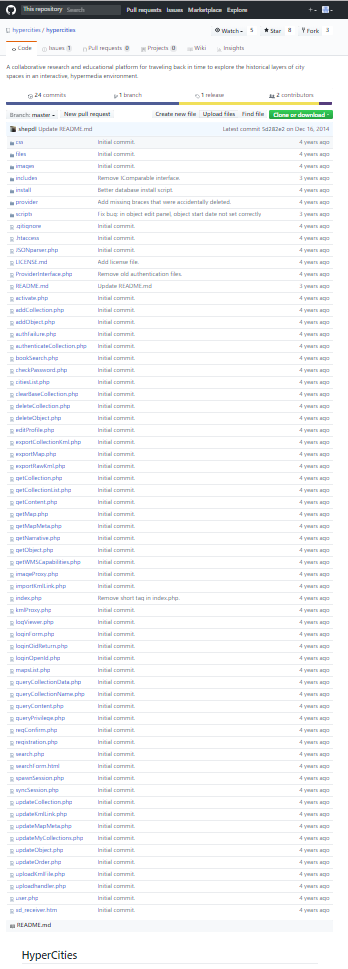 This repository Search Pull requests Issues Marketplace Explore
hypercities / hypercities Watch 5 Star 8 Fork 3
Code Issues 1 Pull requests 0 Projects 0 Wiki Insights
A collaborative research and educational platform for traveling back in time to explore the historical layers of city
spaces in an interactive, hypermedia environment.
24 commits 1 branch 1 release 2 contributors
Branch: master New pull request Create new file Upload files Find file Clone or download
shepdl Update README.md Latest commit 5d282e2 on Dec 16, 2014
css Initial commit. 4 years ago
files Initial commit. 4 years ago
images Initial commit. 4 years ago
includes Remove IComparable interface. 3 years ago
install Better database install script 4 years ago
provider Add missing braces that were accidentally deleted. 4 years ago
scripts Fix bug: in object edit panel, object start date not set correctly 3 years ago
.gitignore Initial commit. 4 years ago
.htaccess Initial commit. 4 years ago
JSONparser.php Initial commit. 4 years ago
LICENSE.md Add license file. 4 years ago
ProviderInterface.php Remove old authentication files. 4 years ago
README.md Update README.md 3 years ago
activate.php Initial commit. 4 years ago
addCollection.php Initial commit. 4 years ago
addObject.php Initial commit. 4 years ago
authFailure.php Initial commit. 4 years ago
authenticateCollection.php Initial commit. 4 years ago
bookSearch.php Initial commit. 4 years ago
checkPassword.php Initial commit. 4 years ago
citiesList.php Initial commit. 4 years ago
clearBaseCollection.php Initial commit. 4 years ago
deleteCollection.php Initial commit. 4 years ago
deleteObject.php Initial commit. 4 years ago
editProfile.php Initial commit. 4 years ago
exportCollectionKml.php Initial commit. 4 years ago
exportMap.php Initial commit. 4 years ago
exportRawKml.php Initial commit. 4 years ago
getCollection.php Initial commit. 4 years ago
getCollectionList.php Initial commit. 4 years ago
getContent.php Initial commit. 4 years ago
getMap.php Initial commit. 4 years ago
getMapMeta.php Initial commit. 4 years ago
getNarrative.php Initial commit. 4 years ago
getObject.php Initial commit. 4 years ago
getWMSCapabilities.php Initial commit. 4 years ago
imageProxy.php Initial commit. 4 years ago
importKmlLink.php Initial commit. 4 years ago
index.php Remove short tag in index.php. 4 years ago
kmlProxy.php Initial commit. 4 years ago
logViewer.php Initial commit. 4 years ago
loginForm.php Initial commit. 4 years ago
loginOidReturn.php Initial commit. 4 years ago
loginOpenId.php Initial commit. 4 years ago
mapsList.php Initial commit. 4 years ago
queryCollectionData.php Initial commit. 4 years ago
queryCollectionName.php Initial commit. 4 years ago
queryContent.php Initial commit. 4 years ago
queryPrivilege.php Initial commit. 4 years ago
regConfirm.php Initial commit. 4 years ago
registration.php Initial commit. 4 years ago
search.php Initial commit. 4 years ago
searchForm.html Initial commit. 4 years ago
spawnSession.php Initial commit. 4 years ago
syncSession.php Initial commit. 4 years ago
updateCollection.php Initial commit. 4 years ago
updateKmlLink.php Initial commit. 4 years ago
updateMapMeta.php Initial commit. 4 years ago
updateMyCollections.php Initial commit. 4 years ago
updateObject.php Initial commit. 4 years ago
updateOrder.php Initial commit. 4 years ago
uploadKmlFile.php Initial commit. 4 years ago
uploadhandler.php Initial commit. 4 years ago
user.php Initial commit. 4 years ago
xd_receiver.htm Initial commit. 4 years ago
README.md
HyperCities